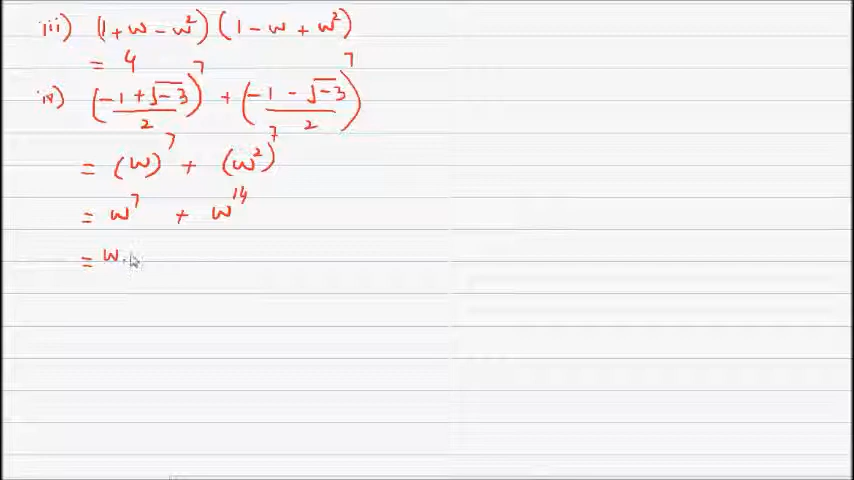 iii) (1+w-w²)(1-w+w²)
= 4
iv) ((-1+√-3)/2)⁷ + ((-1-√-3)/2)⁷
= (w)⁷ + (w²)⁷
= w⁷ + w¹⁴
= w.